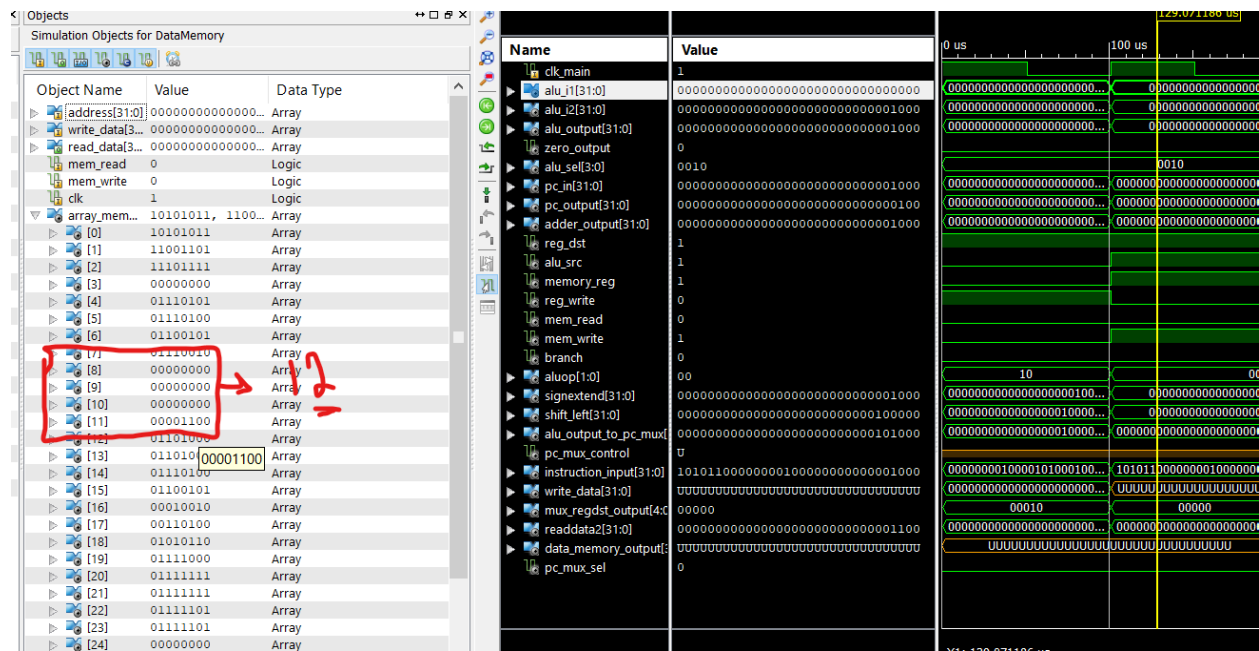 Objects
Simulation Objects for DataMemory
Object Name Value Data Type
address[31:0] 0000000000000... Array
write_data[3... 0000000000000... Array
read_data[3... 0000000000000... Array
mem_read 0 Logic
mem_write 0 Logic
clk 1 Logic
array_mem... 10101011, 1100... Array
[0] 10101011 Array
[1] 11001101 Array
[2] 11101111 Array
[3] 00000000 Array
[4] 01110101 Array
[5] 01110100 Array
[6] 01100101 Array
[7] 01110010 Array
[8] 00000000 Array
[9] 00000000 Array
[10] 00000000 Array
[11] 00001100 Array
[12] 01101000 Array
[13] Array
[14] 01110100 Array
[15] 01100101 Array
[16] 00010010 Array
[17] 00110100 Array
[18] 01010110 Array
[19] 01111000 Array
[20] 01111111 Array
[21] 01111111 Array
[22] 01111101 Array
[23] 01111101 Array
[24] 00000000 Array
12
00001100
Name Value
clk_main 1
alu_i1[31:0] 00000000000000000000000000000000
alu_i2[31:0] 00000000000000000000000000001000
alu_output[31:0] 00000000000000000000000000001000
zero_output 0
alu_sel[3:0] 0010
pc_in[31:0] 00000000000000000000000000001000
pc_output[31:0] 00000000000000000000000000000100
adder_output[31:0] 00000000000000000000000000001000
reg_dst 1
alu_src 1
memory_reg 1
reg_write 0
mem_read 0
mem_write 1
branch 0
aluop[1:0] 00
signextend[31:0] 00000000000000000000000000001000
shift_left[31:0] 00000000000000000000000000100000
alu_output_to_pc_mux[ 00000000000000000000000000101000
pc_mux_control U
instruction_input[31:0] 10101100000000100000000000001000
write_data[31:0] UUUUUUUUUUUUUUUUUUUUUUUUUUUUUUUU
mux_regdst_output[4:0 00000
readdata2[31:0] 00000000000000000000000000001100
data_memory_output[3 UUUUUUUUUUUUUUUUUUUUUUUUUUUUUUUU
pc_mux_sel 0
129.071186 us
0 us 100 us
0010
10 00
00010 00000
UUUUUUUUUUUUUUUUUUUUUUUUUUUUUUUU